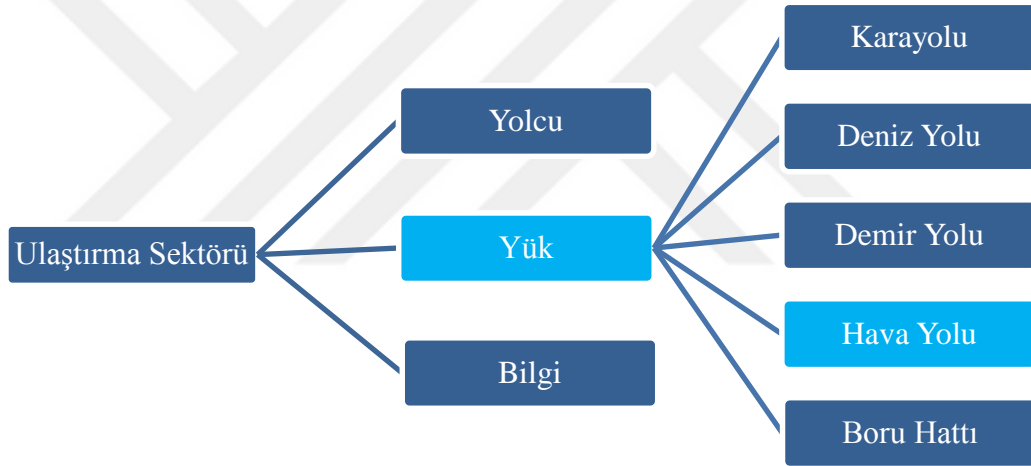 Ulaştırma Sektörü
Yolcu
Yük
Bilgi
Karayolu
Deniz Yolu
Demir Yolu
Hava Yolu
Boru Hattı